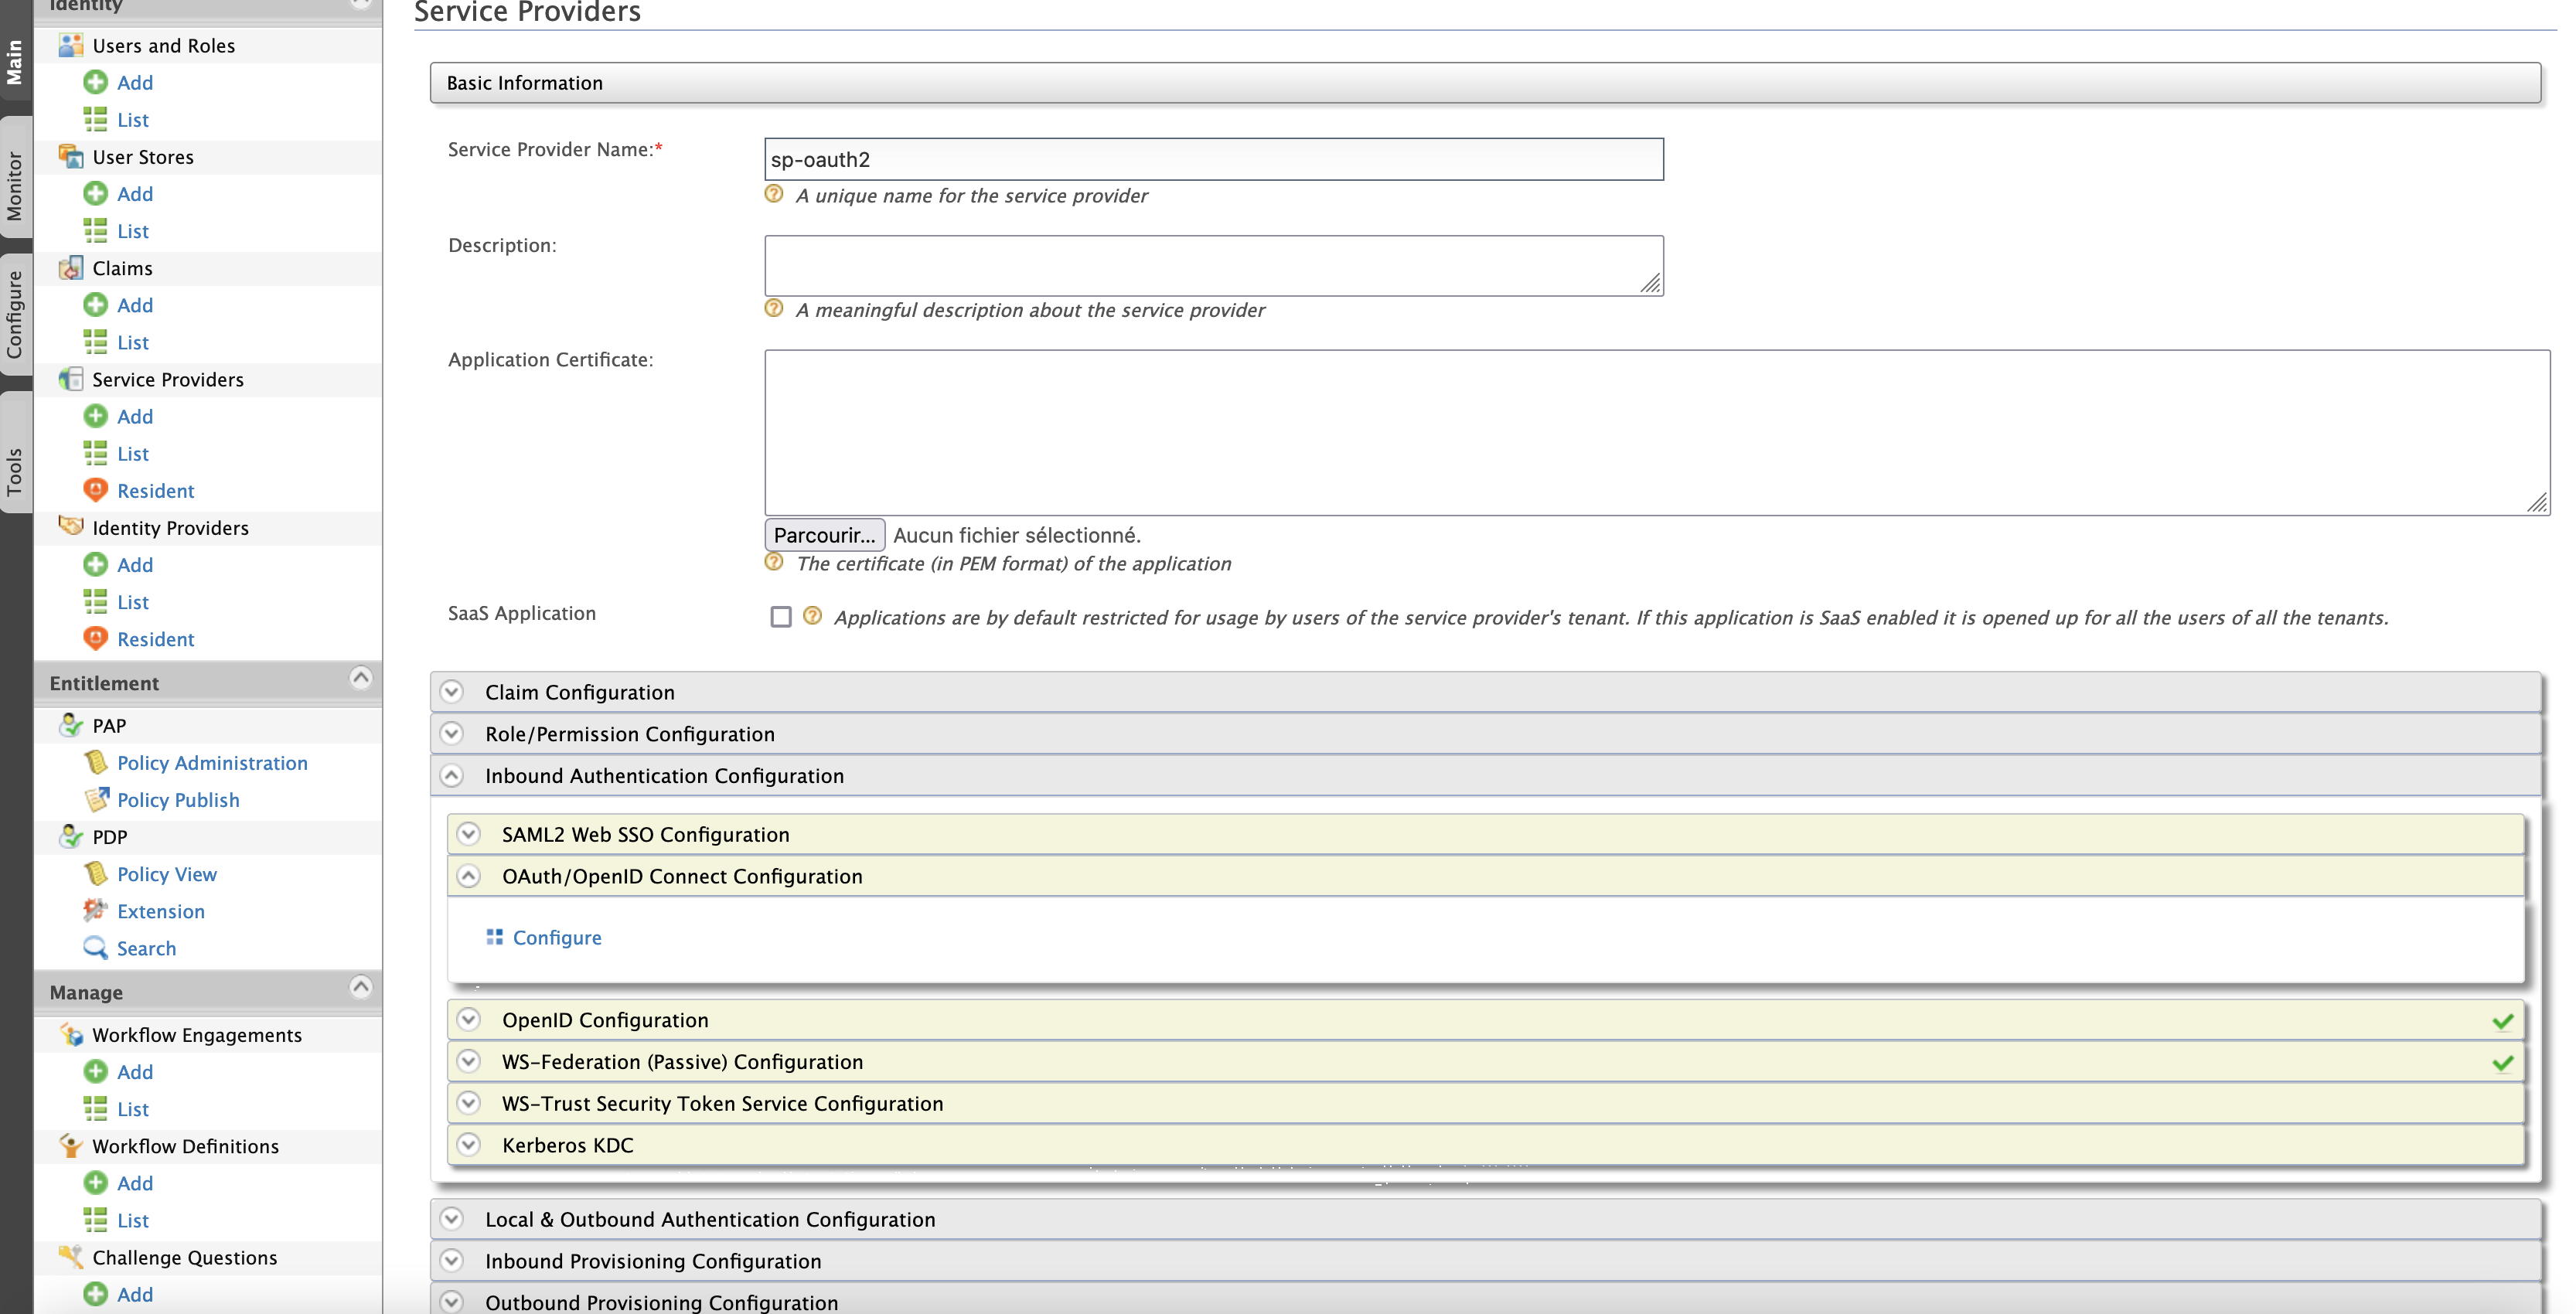 Main
Monitor
Configure
Tools
Identity
Users and Roles
Add
List
User Stores
Add
List
Claims
Add
List
Service Providers
Add
List
Resident
Identity Providers
Add
List
Resident
Entitlement
PAP
Policy Administration
Policy Publish
PDP
Policy View
Extension
Search
Manage
Workflow Engagements
Add
List
Workflow Definitions
Add
List
Challenge Questions
Add
Service Providers
Basic Information
Service Provider Name:*
sp-oauth2
A unique name for the service provider
Description:
A meaningful description about the service provider
Application Certificate:
Parcourir... Aucun fichier sélectionné.
The certificate (in PEM format) of the application
SaaS Application
Applications are by default restricted for usage by users of the service provider's tenant. If this application is SaaS enabled it is opened up for all the users of all the tenants.
Claim Configuration
Role/Permission Configuration
Inbound Authentication Configuration
SAML2 Web SSO Configuration
OAuth/OpenID Connect Configuration
Configure
OpenID Configuration
WS-Federation (Passive) Configuration
WS-Trust Security Token Service Configuration
Kerberos KDC
Local & Outbound Authentication Configuration
Inbound Provisioning Configuration
Outbound Provisioning Configuration